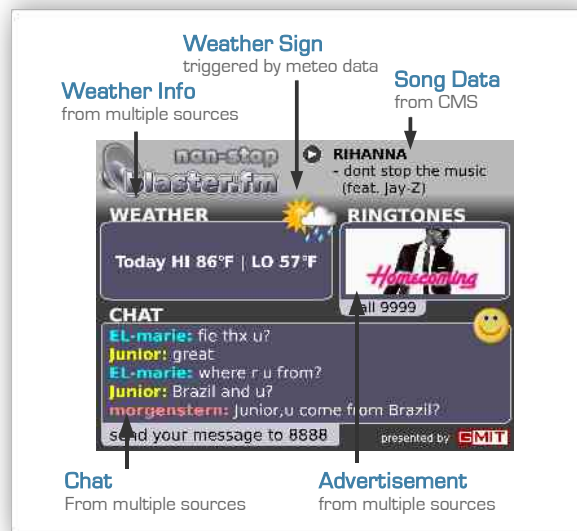 Weather Sign
triggered by meteo data
Weather Info
from multiple sources
Song Data
from CMS
non-stop
blaster.fm
RIHANNA
- dont stop the music
(feat. Jay-Z)
WEATHER
RINGTONES
Today HI 86°F | LO 57°F
Homecoming
call 9999
CHAT
EL-marie: fie thx u?
Junior: great
EL-marie: where r u from?
Junior: Brazil and u?
morgenstern: Junior,u come from Brazil?
send your message to 8888
presented by GMIT
Chat
From multiple sources
Advertisement
from multiple sources